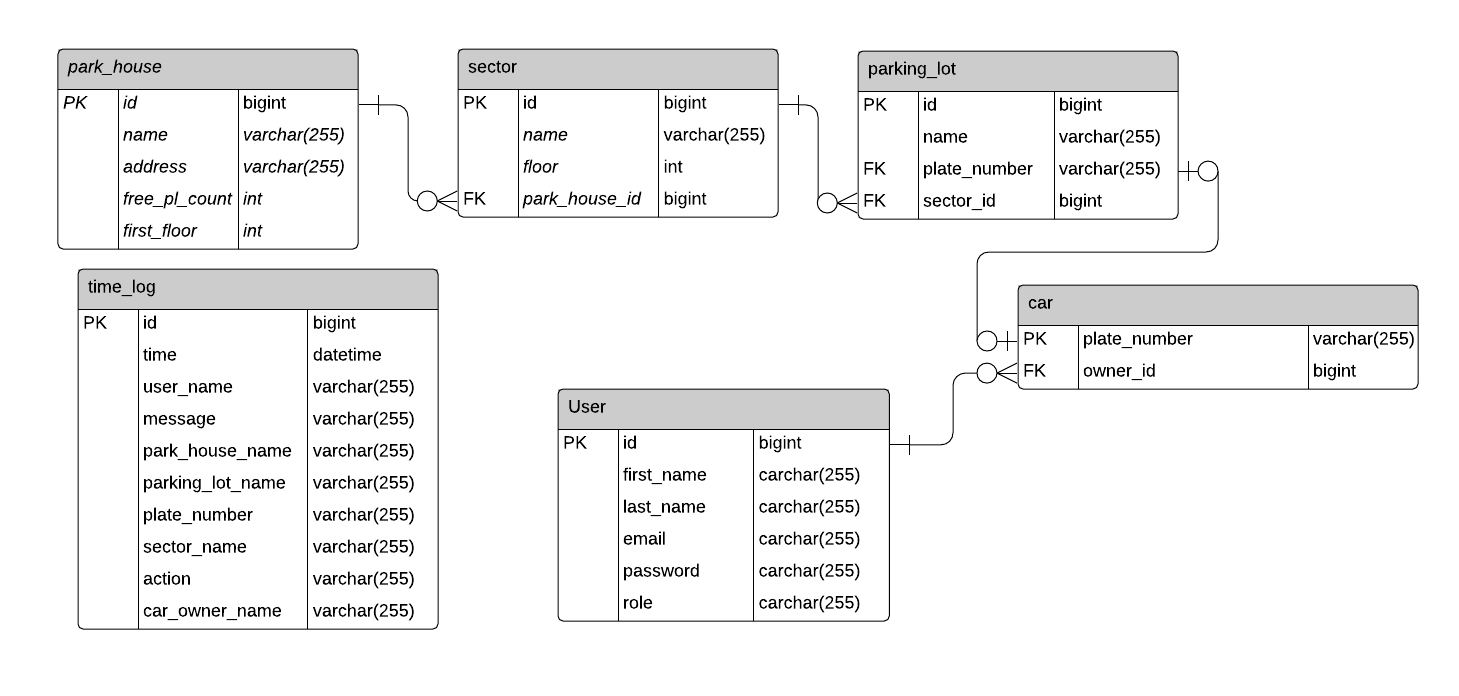 park_house
PK id bigint
name varchar(255)
address varchar(255)
free_pl_count int
first_floor int
sector
PK id bigint
name varchar(255)
floor int
FK park_house_id bigint
parking_lot
PK id bigint
name varchar(255)
FK plate_number varchar(255)
FK sector_id bigint
time_log
PK id bigint
time datetime
user_name varchar(255)
message varchar(255)
park_house_name varchar(255)
parking_lot_name varchar(255)
plate_number varchar(255)
sector_name varchar(255)
action varchar(255)
car_owner_name varchar(255)
car
PK plate_number varchar(255)
FK owner_id bigint
User
PK id bigint
first_name carchar(255)
last_name carchar(255)
email carchar(255)
password carchar(255)
role carchar(255)